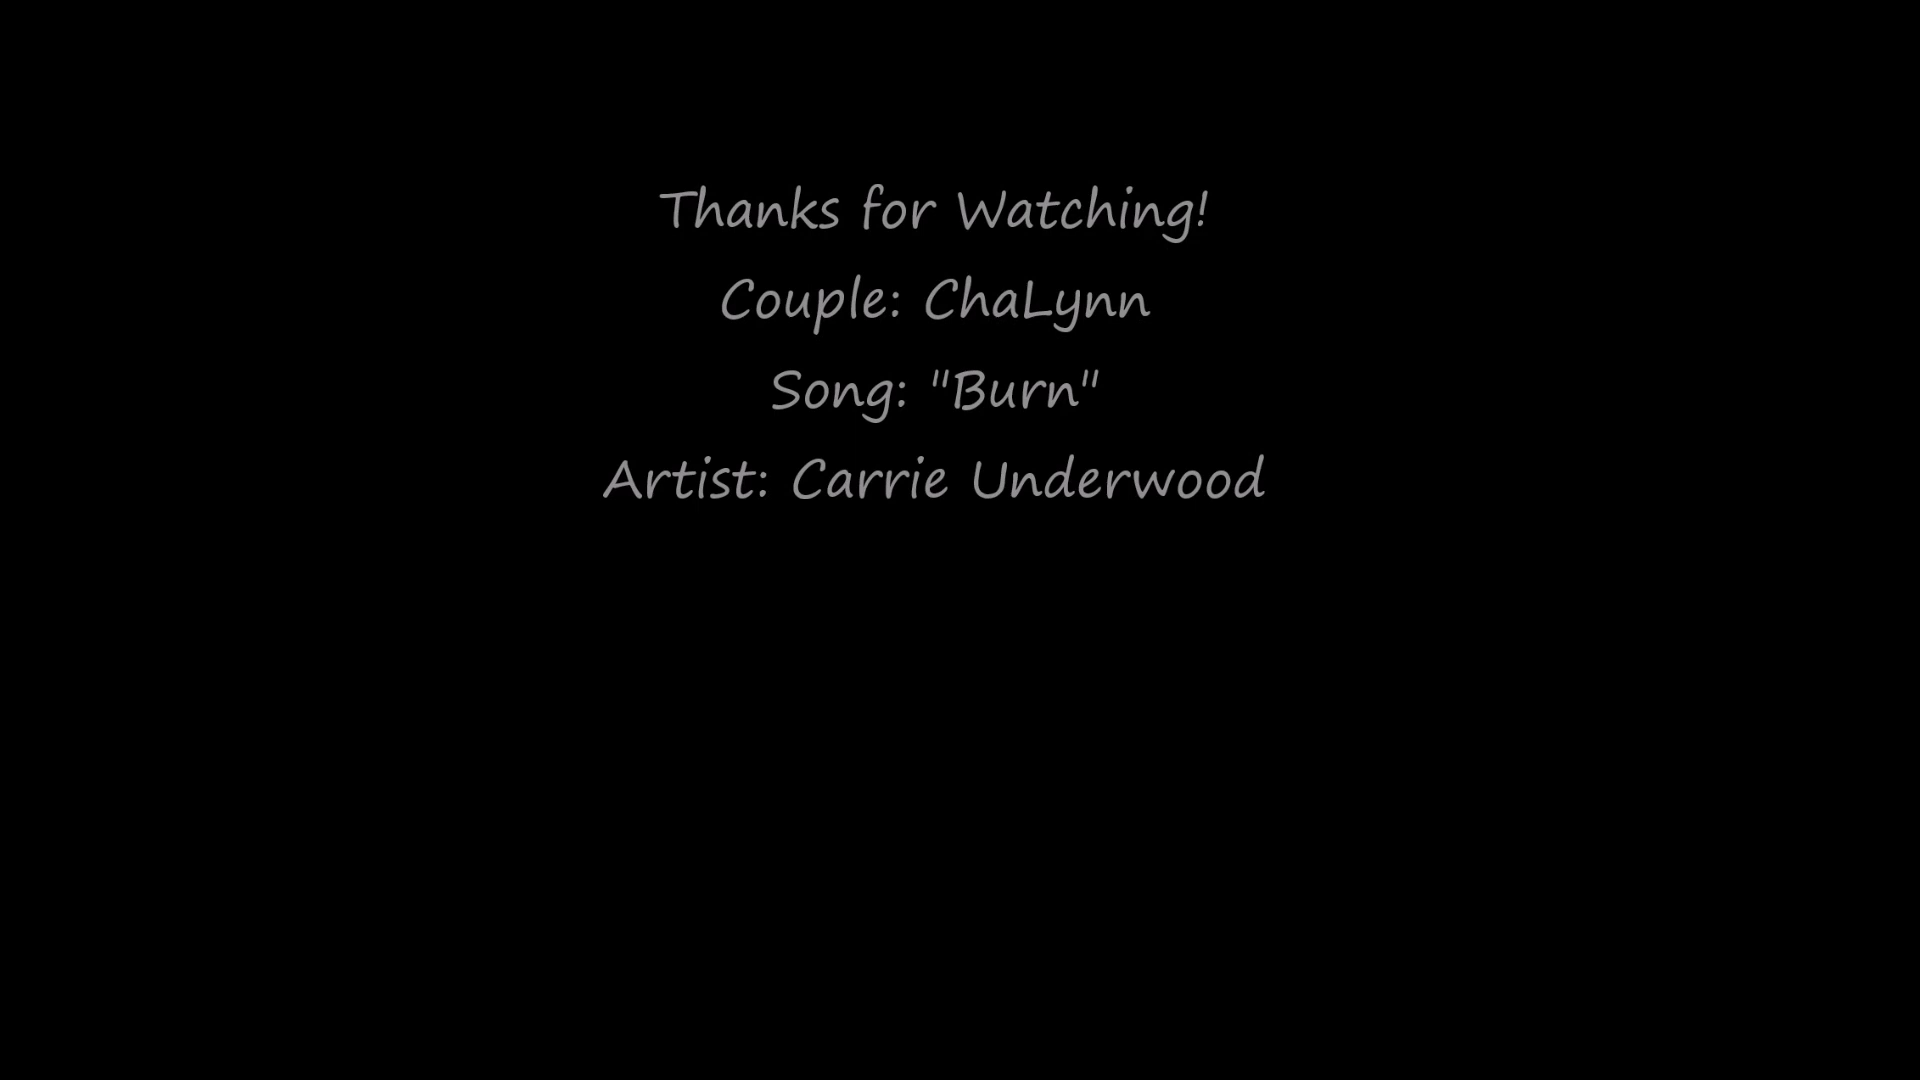 Thanks for Watching!
Couple: ChaLynn
Song: "Burn"
Artist: Carrie Underwood